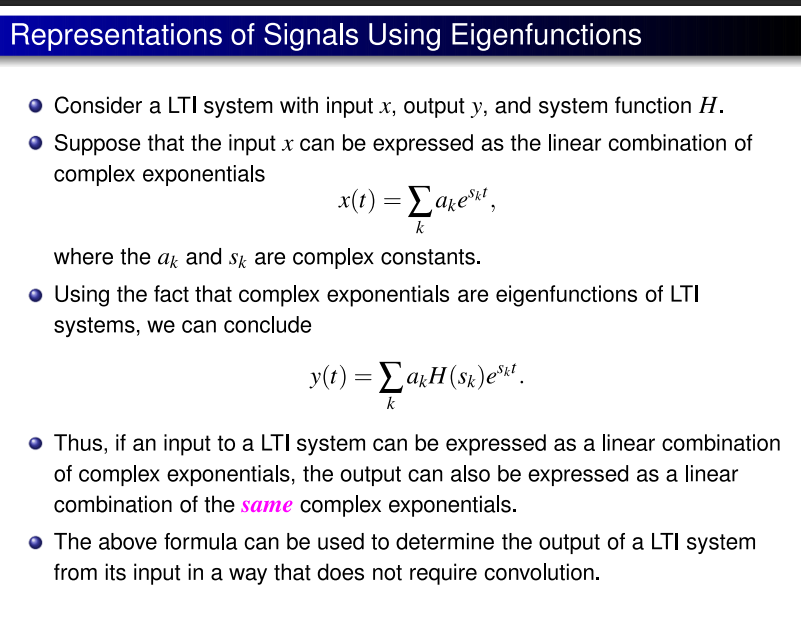 Representations of Signals Using Eigenfunctions
Consider a LTI system with input x, output y, and system function H.
Suppose that the input x can be expressed as the linear combination of
complex exponentials
x(t) = ∑_k a_k e^{s_k t},
where the a_k and s_k are complex constants.
Using the fact that complex exponentials are eigenfunctions of LTI
systems, we can conclude
y(t) = ∑_k a_k H(s_k) e^{s_k t}.
Thus, if an input to a LTI system can be expressed as a linear combination
of complex exponentials, the output can also be expressed as a linear
combination of the same complex exponentials.
The above formula can be used to determine the output of a LTI system
from its input in a way that does not require convolution.